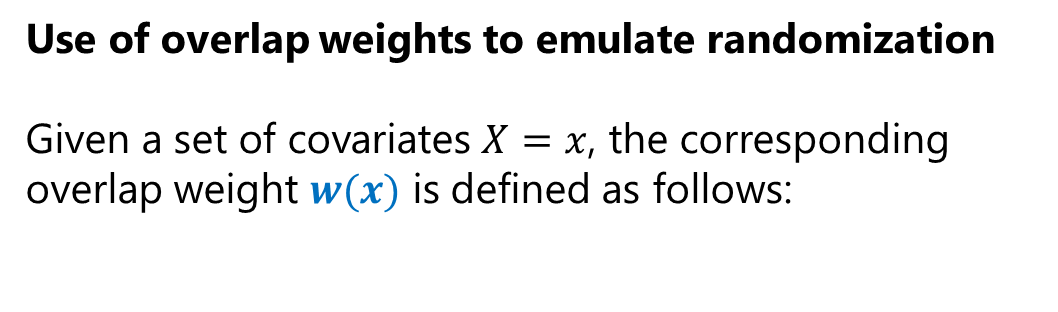 Use of overlap weights to emulate randomization
Given a set of covariates X = x, the corresponding
overlap weight w(x) is defined as follows: